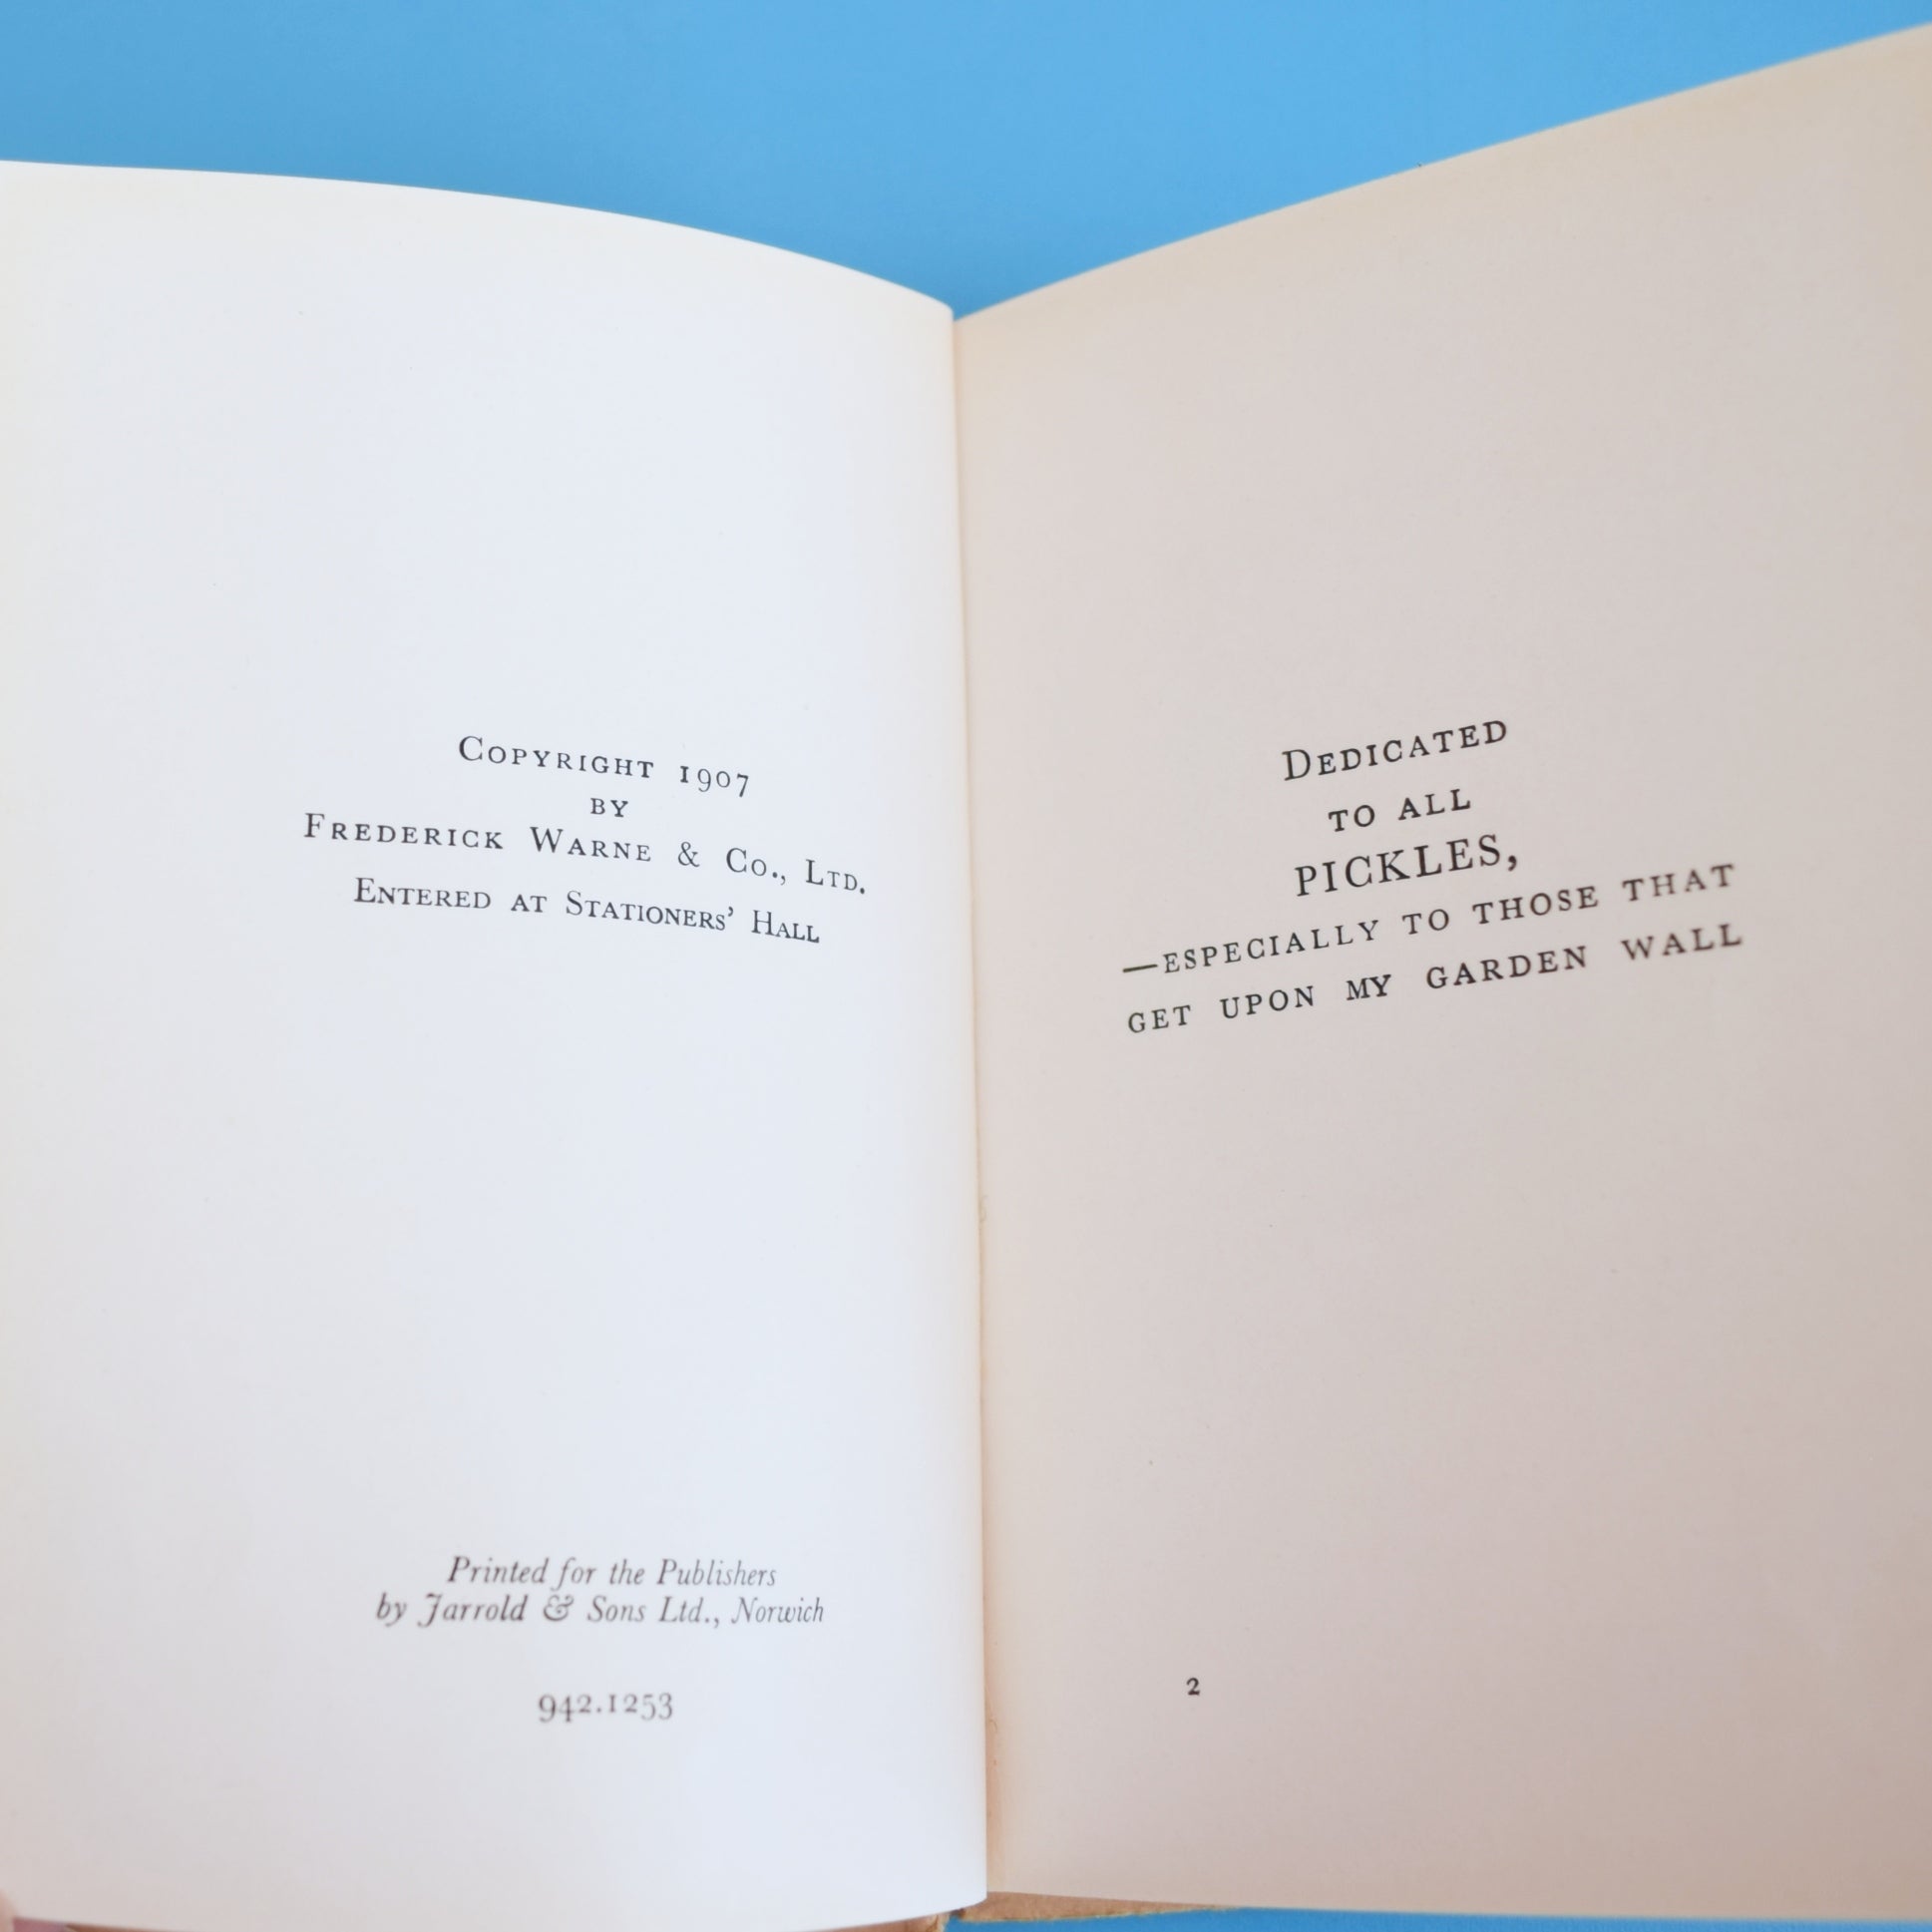 Copyright 1907
by
Frederick Warne & Co., Ltd.
Entered at Stationers’ Hall
Printed for the Publishers
by Jarrold & Sons Ltd., Norwich
942.1253
Dedicated
to all
PICKLES,
—especially to those that
get upon my garden wall
2